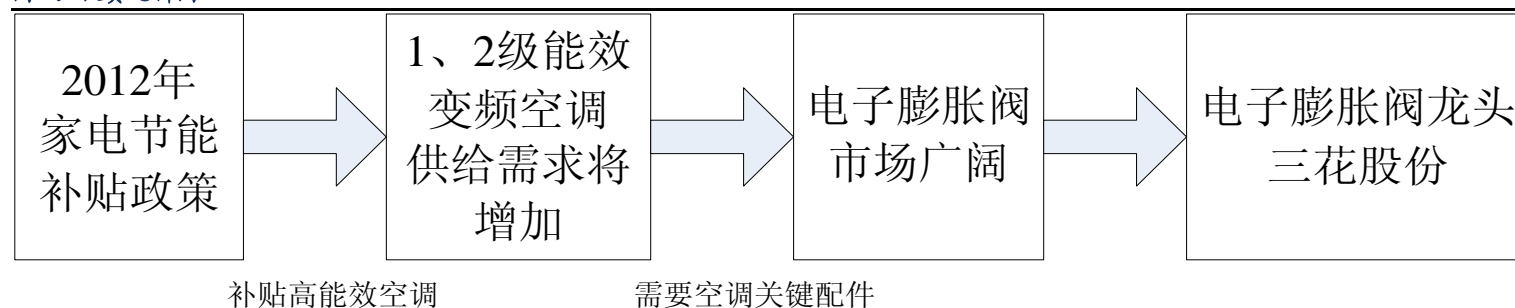 2012年
家电节能
补贴政策
1、2级能效
变频空调
供给需求将
增加
电子膨胀阀
市场广阔
电子膨胀阀龙头
三花股份
补贴高能效空调
需要空调关键配件